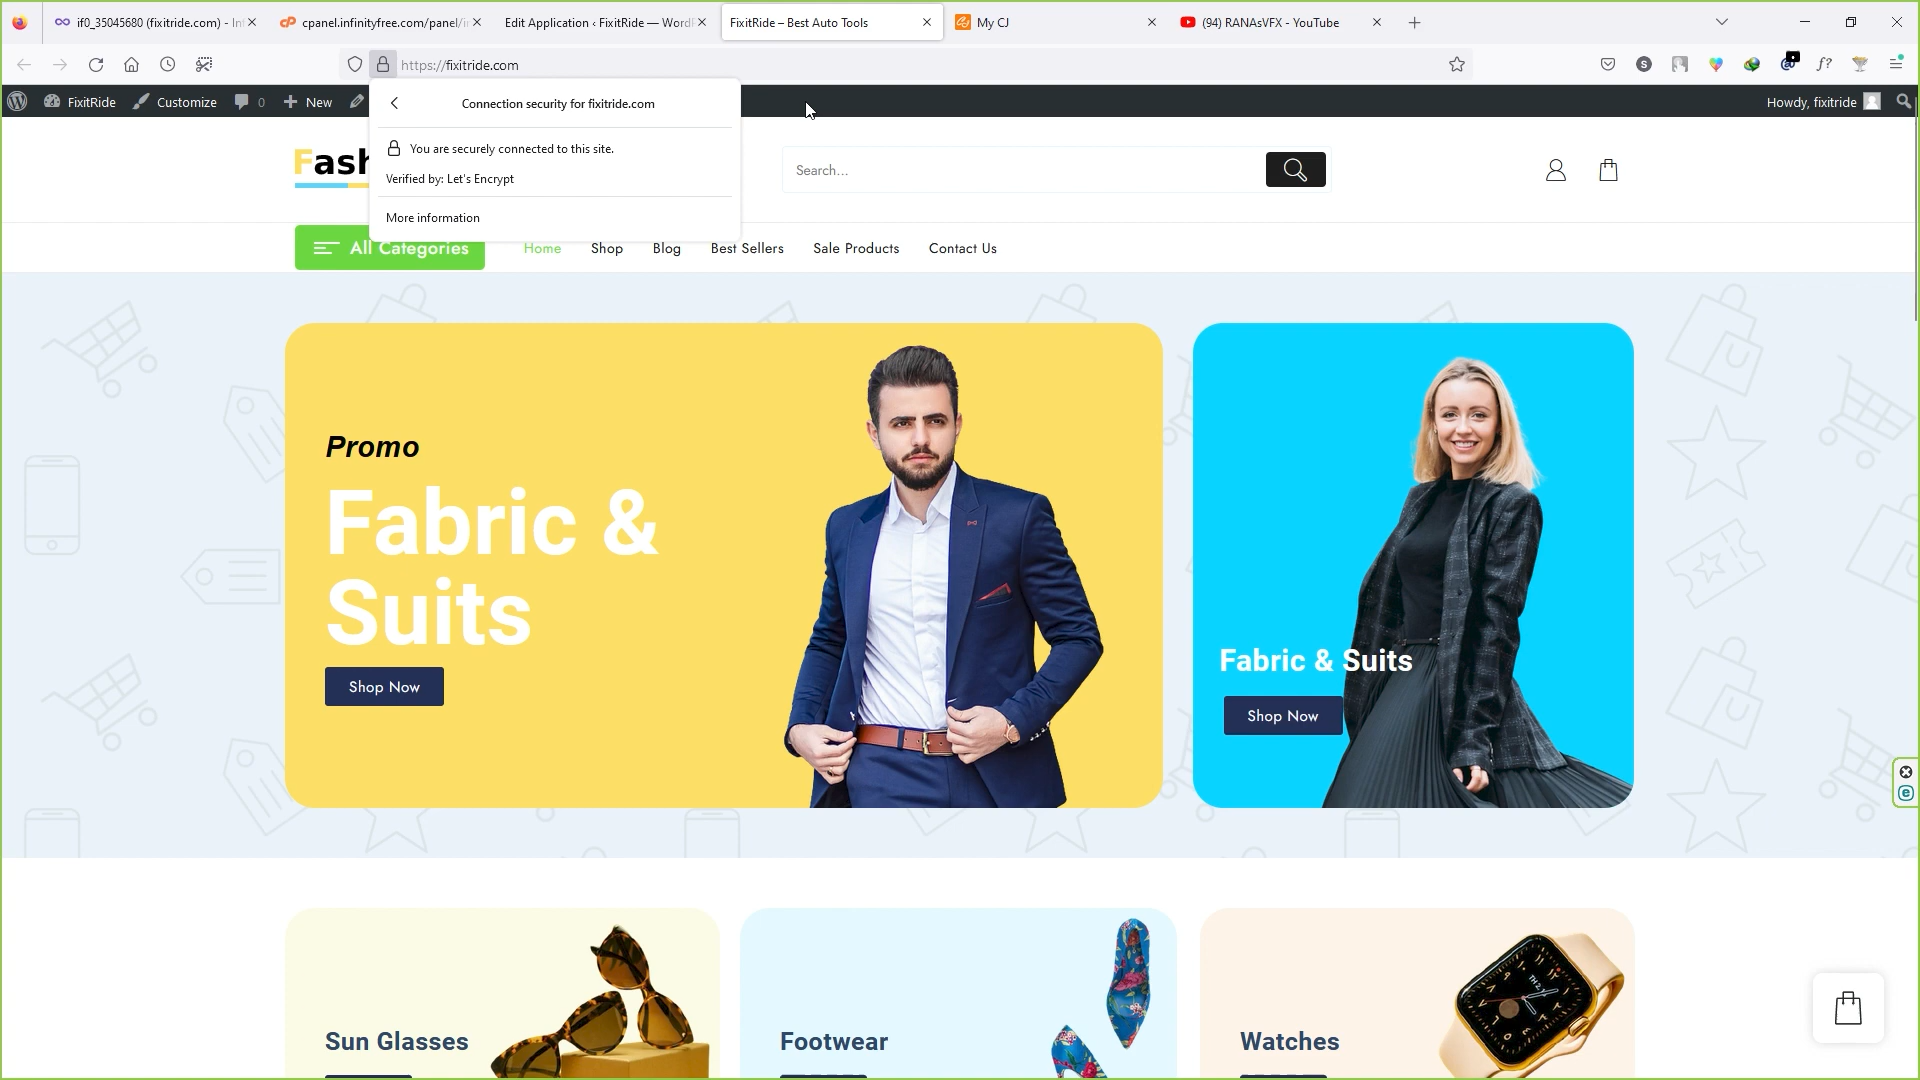 if0_35045680 (fixitride.com) - In
cpanel.infinityfree.com/panel/i
Edit Application ‹ FixitRide — WordP
FixitRide – Best Auto Tools
My CJ
(94) RANAsVFX - YouTube
https://fixitride.com
FixitRide
Customize
0
New
Howdy, fixitride
Connection security for fixitride.com
You are securely connected to this site.
Verified by: Let's Encrypt
More information
Fash
Search...
All Categories
Home
Shop
Blog
Best Sellers
Sale Products
Contact Us
Promo
Fabric &
Suits
Shop Now
Fabric & Suits
Shop Now
Sun Glasses
Footwear
Watches